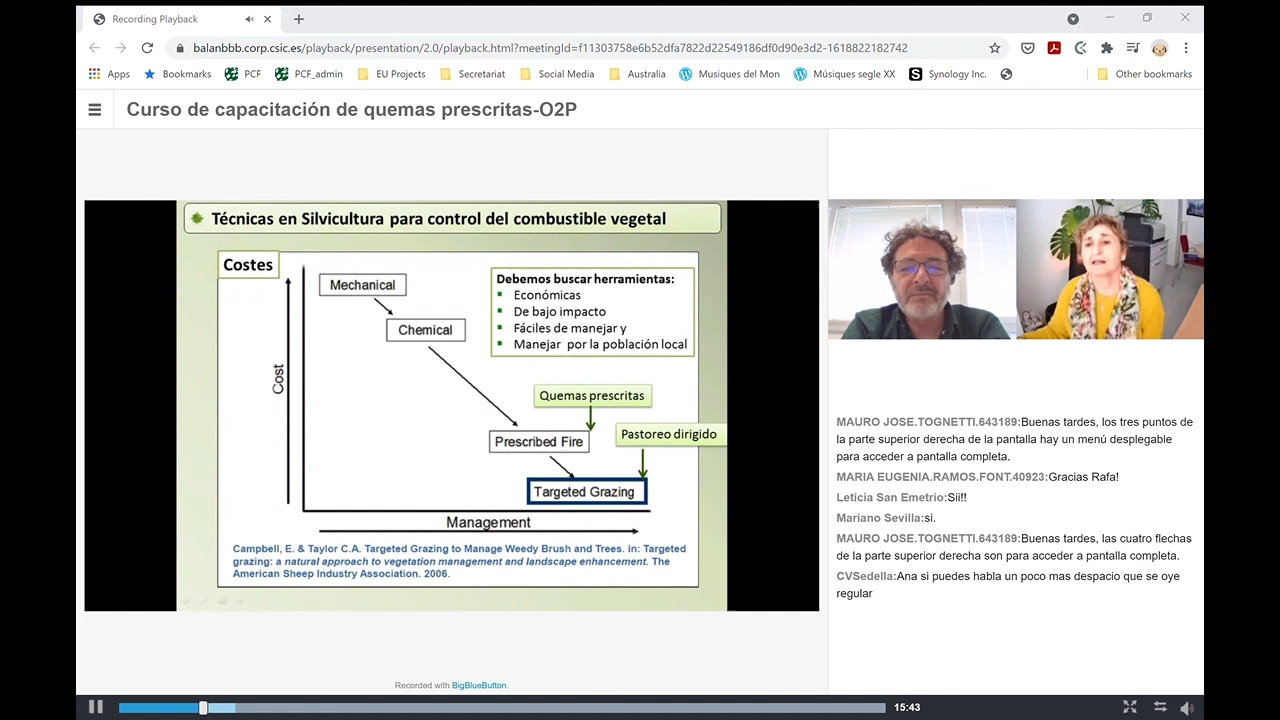 Recording Playback
balanbbb.corp.csic.es/playback/presentation/2.0/playback.html?meetingId=f11303758e6b52dfa7822d22549186df0d90e3d2-1618822182742
Apps
Bookmarks
PCF
PCF_admin
EU Projects
Secretariat
Social Media
Australia
Musiques del Mon
Músiques segle XX
Synology Inc.
Other bookmarks
Curso de capacitación de quemas prescritas-O2P
Técnicas en Silvicultura para control del combustible vegetal
Costes
Mechanical
Chemical
Cost
Debemos buscar herramientas:
Económicas
De bajo impacto
Fáciles de manejar y
Manejar por la población local
Quemas prescritas
Pastoreo dirigido
Prescribed Fire
Targeted Grazing
Management
Campbell, E. & Taylor C.A. Targeted Grazing to Manage Weedy Brush and Trees. in: Targeted
grazing: a natural approach to vegetation management and landscape enhancement. The
American Sheep Industry Association. 2006.
MAURO JOSE.TOGNETTI.643189:Buenas tardes, los tres puntos de
la parte superior derecha de la pantalla hay un menú desplegable
para acceder a pantalla completa.
MARIA EUGENIA.RAMOS.FONT.40923:Gracias Rafa!
Leticia San Emetrio:Sii!!
Mariano Sevilla:si.
MAURO JOSE.TOGNETTI.643189:Buenas tardes, las cuatro flechas
de la parte superior derecha son para acceder a pantalla completa.
CVSedella:Ana si puedes habla un poco mas despacio que se oye
regular
Recorded with BigBlueButton.
15:43